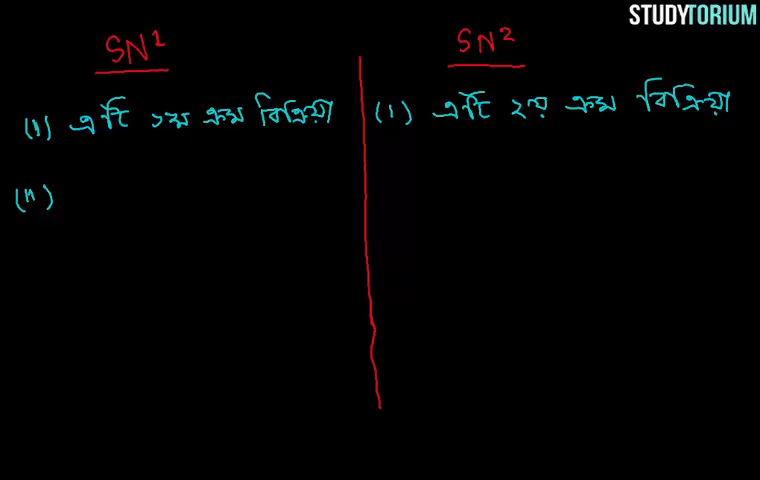 STUDYTORIUM
SN1
(i) এটি ১ম ক্রম বিক্রিয়া
(ii)
SN2
(i) এটি ২য় ক্রম বিক্রিয়া